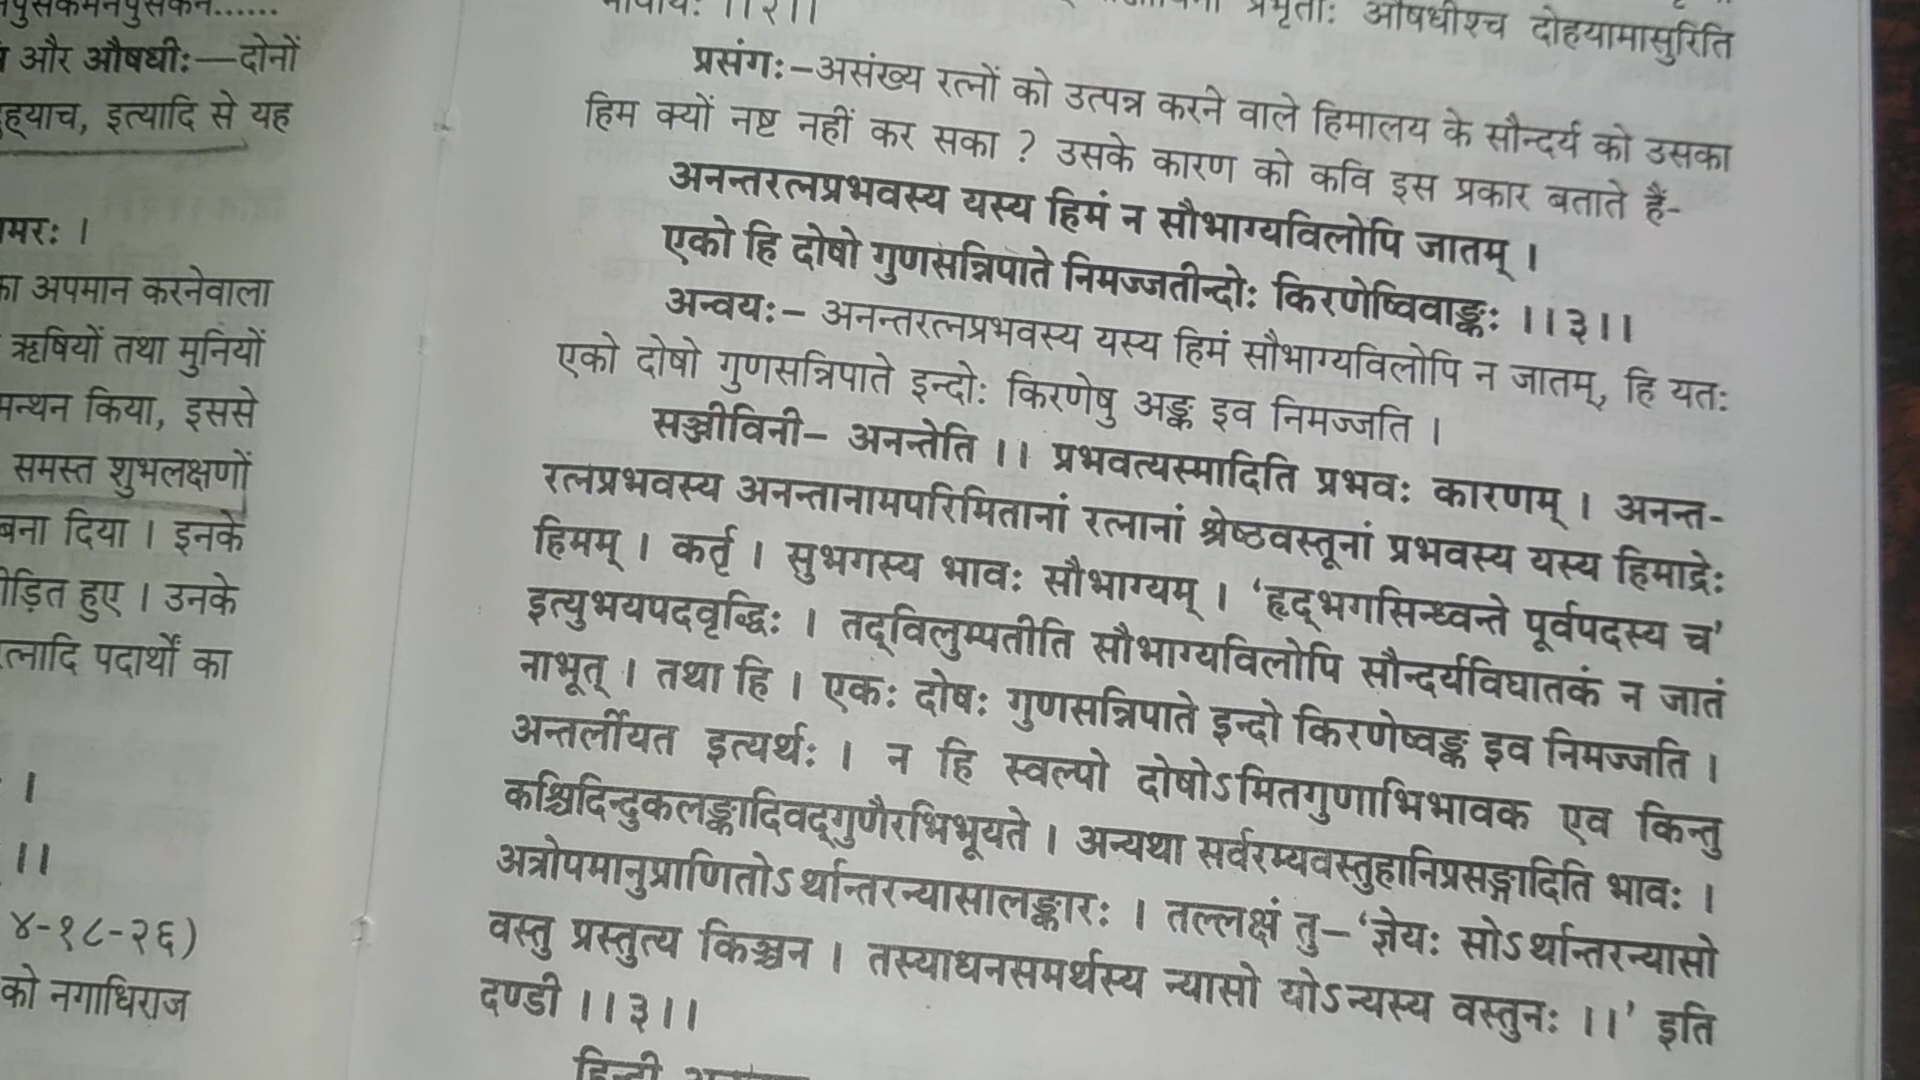 और औषधीः—दोनों
इत्यादि से यह
का अपमान करनेवाला
ऋषियों तथा मुनियों
मन्थन किया, इससे
समस्त शुभलक्षणों
बना दिया । इनके
हुए । उनके
पदार्थों का
।
।।
४-१८-२६)
को नगाधिराज
प्रभृतीः औषधीश्च दोहयामासुरिति
।।२।।
प्रसंगः–असंख्य रत्नों को उत्पन्न करने वाले हिमालय के सौन्दर्य को उसका
हिम क्यों नष्ट नहीं कर सका ? उसके कारण को कवि इस प्रकार बताते हैं-
अनन्तरत्नप्रभवस्य यस्य हिमं न सौभाग्यविलोपि जातम् ।
एको हि दोषो गुणसन्निपाते निमज्जतीन्दोः किरणेष्विवाङ्कः ।।३।।
अन्वयः– अनन्तरत्नप्रभवस्य यस्य हिमं सौभाग्यविलोपि न जातम्, हि यतः
एको दोषो गुणसन्निपाते इन्दोः किरणेषु अङ्क इव निमज्जति ।
सञ्जीविनी– अनन्तेति ।। प्रभवत्यस्मादिति प्रभवः कारणम् । अनन्त-
रत्नप्रभवस्य अनन्तानामपरिमितानां रत्नानां श्रेष्ठवस्तूनां प्रभवस्य यस्य हिमाद्रेः
हिमम् । कर्तृ । सुभगस्य भावः सौभाग्यम् । ‘हृद्भगसिन्ध्वन्ते पूर्वपदस्य च’
इत्युभयपदवृद्धिः । तद्विलुम्पतीति सौभाग्यविलोपि सौन्दर्यविघातकं न जातं
नाभूत् । तथा हि । एकः दोषः गुणसन्निपाते इन्दो किरणेष्वङ्क इव निमज्जति ।
अन्तर्लीयत इत्यर्थः । न हि स्वल्पो दोषोऽमितगुणाभिभावक एव किन्तु
कश्चिदिन्दुकलङ्कादिवद्गुणैरभिभूयते । अन्यथा सर्वरम्यवस्तुहानिप्रसङ्गादिति भावः ।
अत्रोपमानुप्राणितोऽर्थान्तरन्यासालङ्कारः । तल्लक्षं तु–‘ज्ञेयः सोऽर्थान्तरन्यासो
वस्तु प्रस्तुत्य किञ्चन । तस्याधनसमर्थस्य न्यासो योऽन्यस्य वस्तुनः ।।’ इति
दण्डी ।।३।।